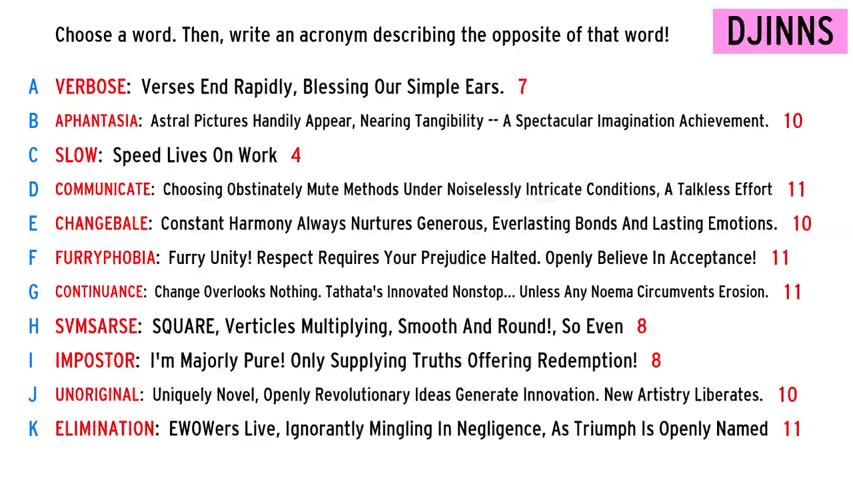 Choose a word. Then, write an acronym describing the opposite of that word!
DJINNS
A VERBOSE: Verses End Rapidly, Blessing Our Simple Ears. 7
B APHANTASIA: Astral Pictures Handily Appear, Nearing Tangibility -- A Spectacular Imagination Achievement. 10
C SLOW: Speed Lives On Work 4
D COMMUNICATE: Choosing Obstinately Mute Methods Under Noiselessly Intricate Conditions, A Talkless Effort 11
E CHANGEBALE: Constant Harmony Always Nurtures Generous, Everlasting Bonds And Lasting Emotions. 10
F FURRYPHOBIA: Furry Unity! Respect Requires Your Prejudice Halted. Openly Believe In Acceptance! 11
G CONTINUANCE: Change Overlooks Nothing. Tathata's Innovated Nonstop... Unless Any Noema Circumvents Erosion. 11
H SVMSARSE: SQUARE, Verticles Multiplying, Smooth And Round!, So Even 8
I IMPOSTOR: I'm Majorly Pure! Only Supplying Truths Offering Redemption! 8
J UNORIGINAL: Uniquely Novel, Openly Revolutionary Ideas Generate Innovation. New Artistry Liberates. 10
K ELIMINATION: EWOWers Live, Ignorantly Mingling In Negligence, As Triumph Is Openly Named 11